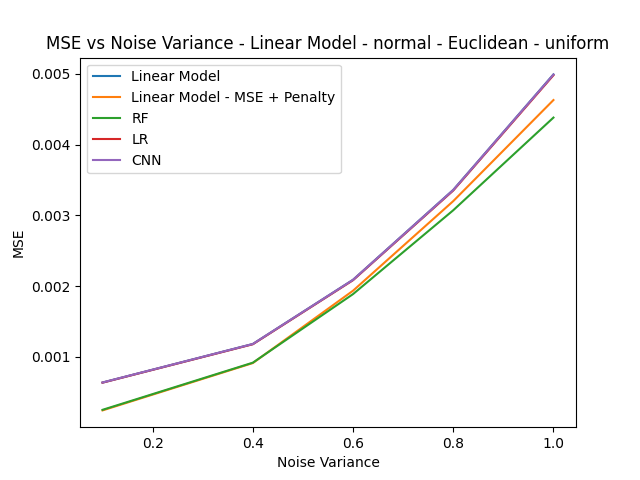 MSE vs Noise Variance - Linear Model - normal - Euclidean - uniform
Linear Model
Linear Model - MSE + Penalty
RF
LR
CNN
MSE
0.005
0.004
0.003
0.002
0.001
0.2 0.4 0.6 0.8 1.0
Noise Variance